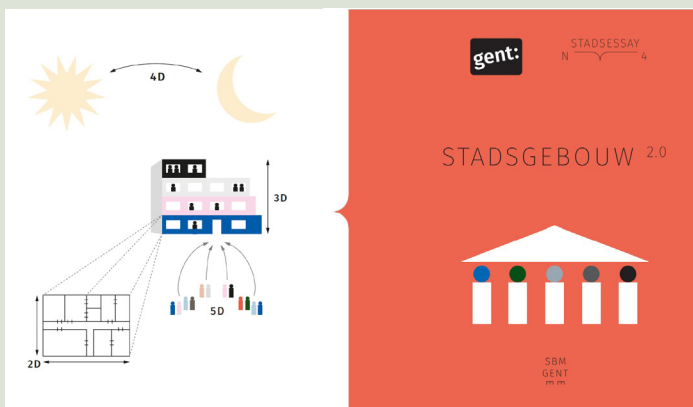 4D
3D
5D
2D
gent:
STADSESSAY
N 4
STADSGEBOUW 2.0
SBM
GENT